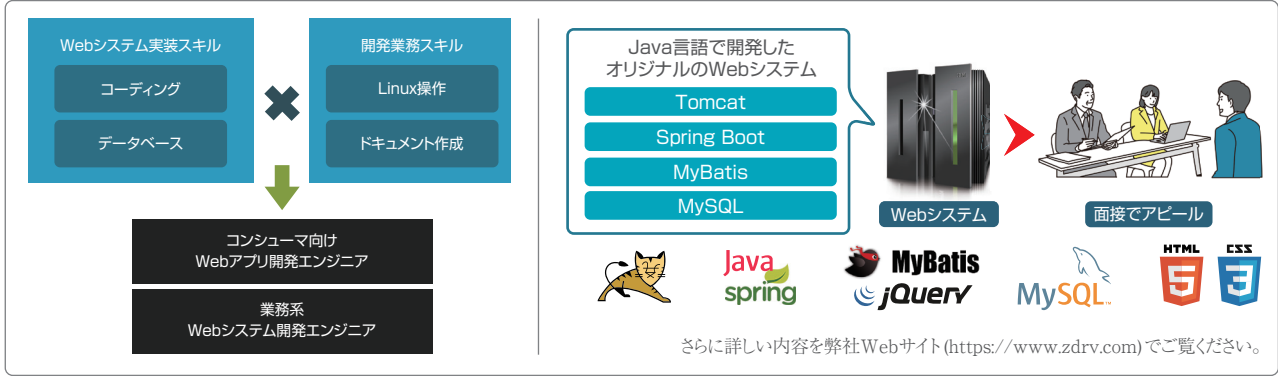 Webシステム実装スキル
コーディング
データベース
開発業務スキル
Linux操作
ドキュメント作成
コンシューマ向け
Webアプリ開発エンジニア
業務系
Webシステム開発エンジニア
Java言語で開発した
オリジナルのWebシステム
Tomcat
Spring Boot
MyBatis
MySQL
Webシステム
面接でアピール
Java
spring
MyBatis
jQuery
MySQL
HTML
5
CSS
3
さらに詳しい内容を弊社Webサイト(https://www.zdrv.com)でご覧ください。